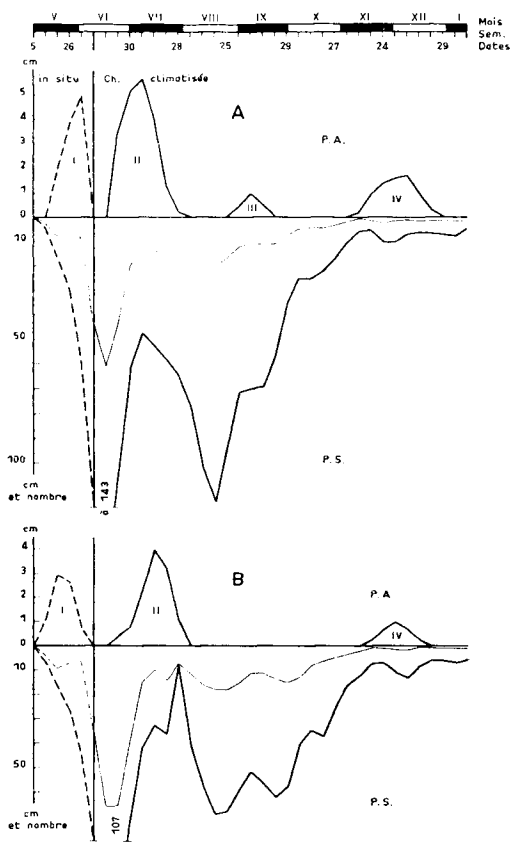 V VI VII VIII IX X XI XII I Mois
Sem.
5 26 30 28 25 29 27 24 29 Dates
cm
in situ Ch. climatisée
5
4
3
2
1
0
A
P. A.
I II III IV
10
50
100
P. S.
cm
et nombre
à 143
cm
4
3
2
1
0
B
P. A
I II IV
10
50
P. S.
cm
et nombre
107